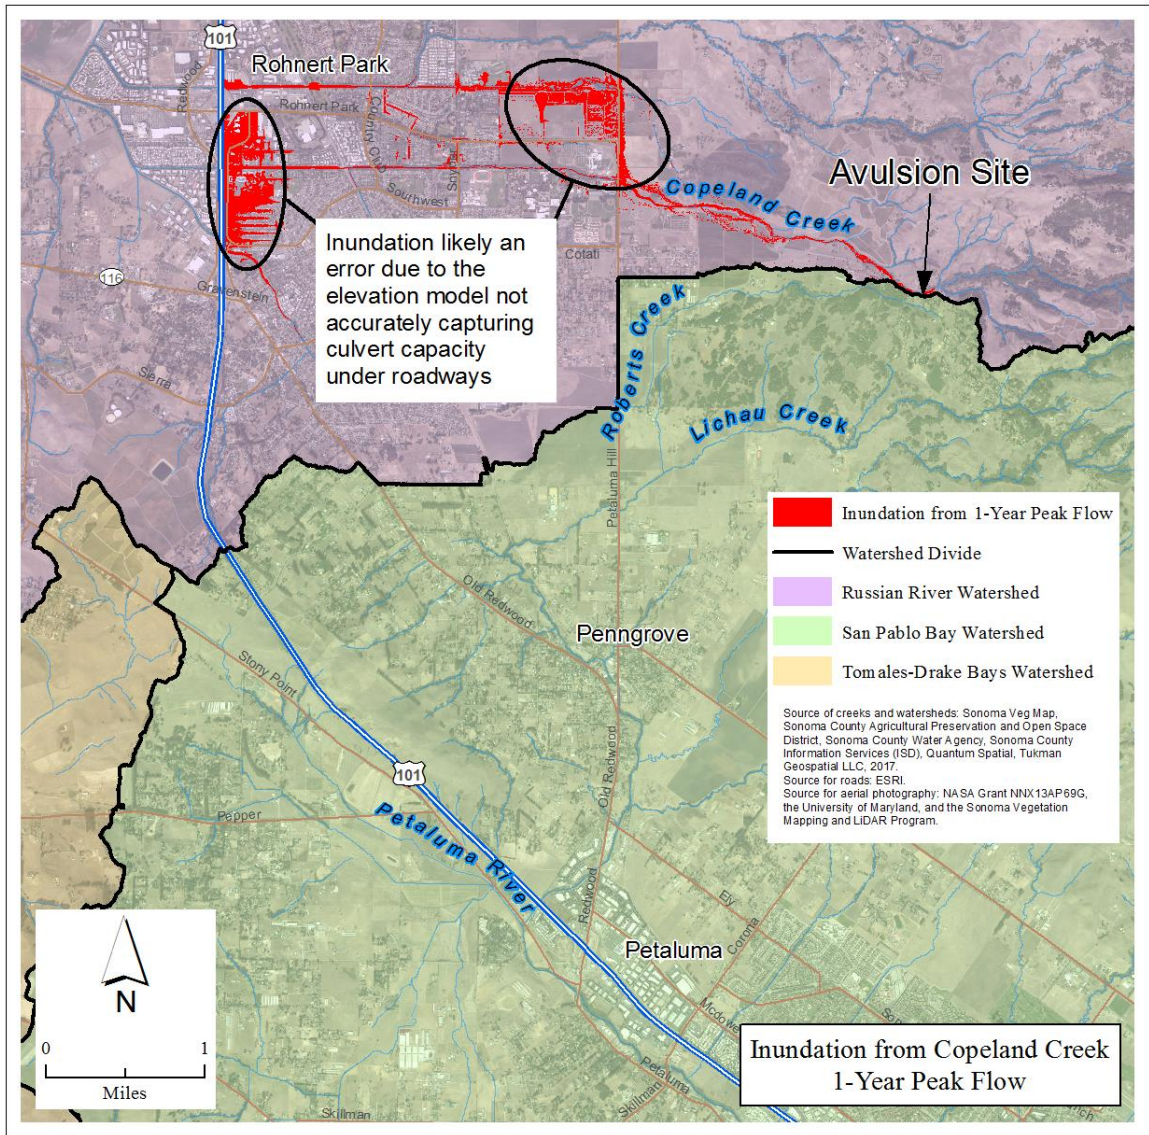 101
Rohnert Park
Redwood
Rohnert Park
Country Club
Snyder
Southwest
Copeland Creek
Avulsion Site
Inundation likely an
error due to the
elevation model not
accurately capturing
culvert capacity
under roadways
Cotati
116
Gravenstein
Sierra
Roberts Creek
Lichau Creek
Petaluma Hill
Inundation from 1-Year Peak Flow
Watershed Divide
Russian River Watershed
San Pablo Bay Watershed
Tomales-Drake Bays Watershed
Source of creeks and watersheds: Sonoma Veg Map,
Sonoma County Agricultural Preservation and Open Space
District, Sonoma County Water Agency, Sonoma County
Information Services (ISD), Quantum Spatial, Tukman
Geospatial LLC, 2017.
Source for roads: ESRI.
Source for aerial photography: NASA Grant NNX13AP69G,
the University of Maryland, and the Sonoma Vegetation
Mapping and LiDAR Program.
Old Redwood
Penngrove
Stony Point
101
Old Redwood
Pepper
Petaluma River
Redwood
Ely
Corona
Petaluma
Mcdowe
Petaluma
Skillman
Skillman
N
0 1
Miles
Inundation from Copeland Creek
1-Year Peak Flow